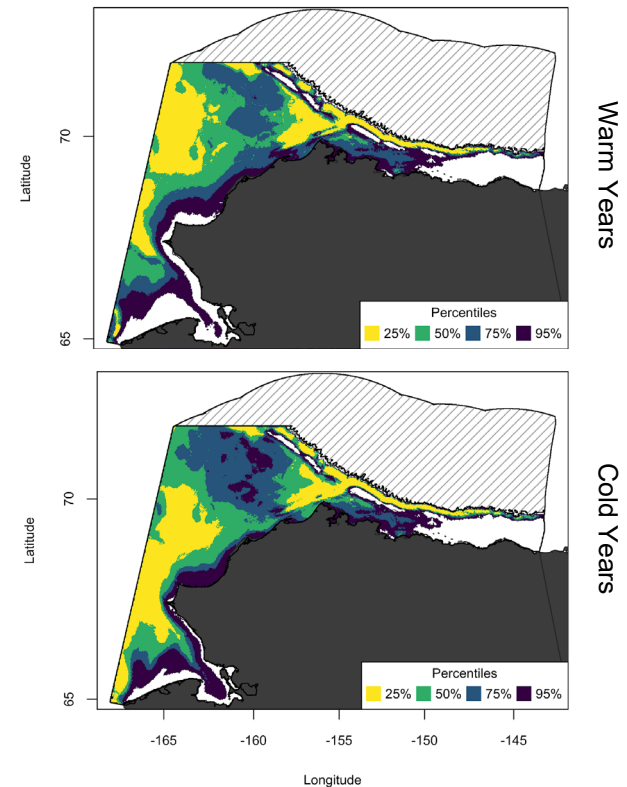 70
65
Latitude
Warm Years
Percentiles
25% 50% 75% 95%
70
65
Latitude
Cold Years
Percentiles
25% 50% 75% 95%
-165 -160 -155 -150 -145
Longitude